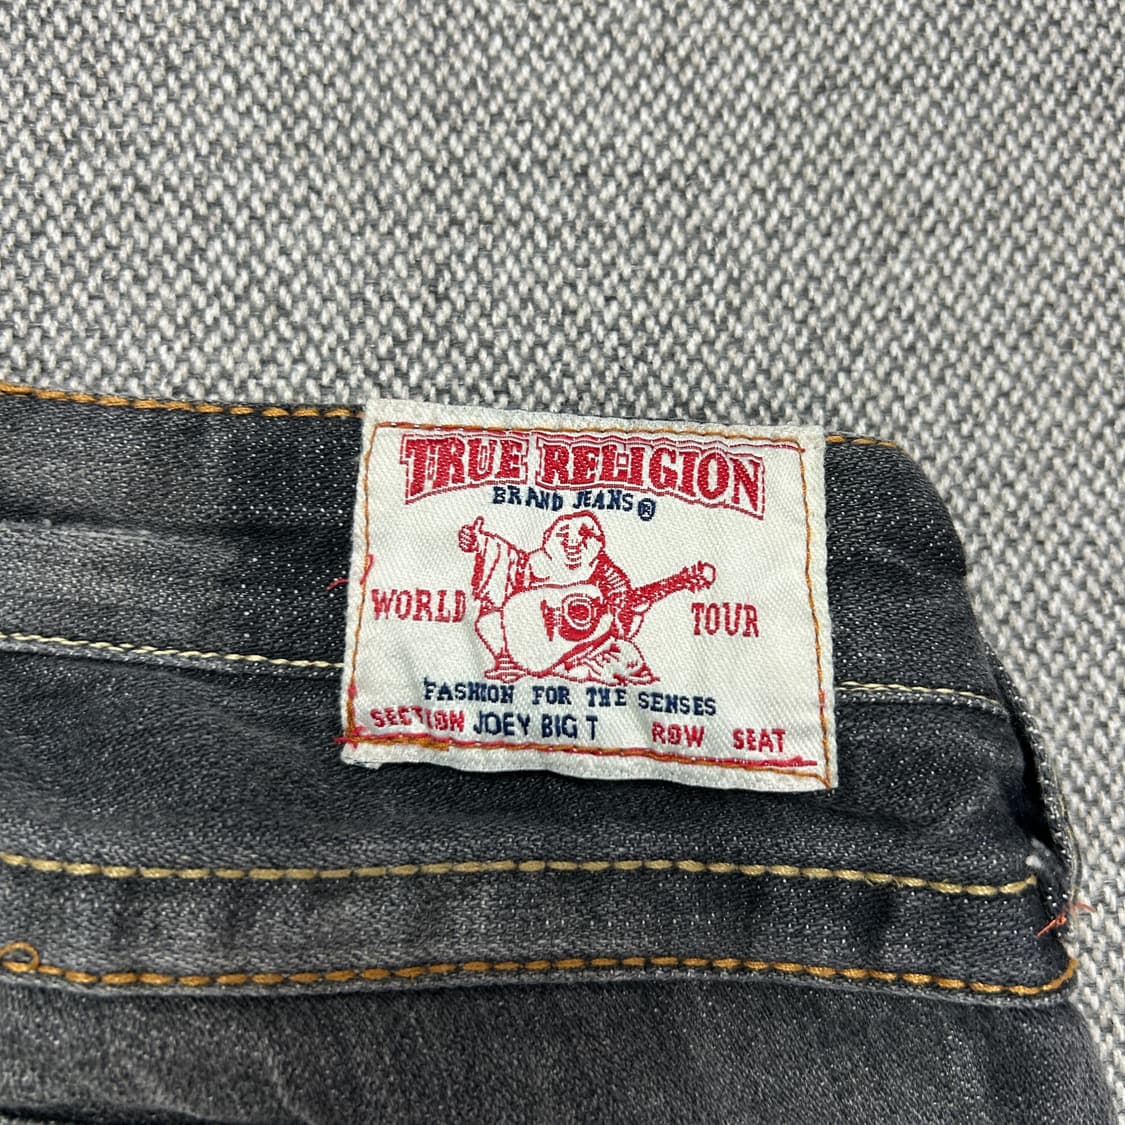 TRUE RELIGION
BRAND JEANS®
WORLD TOUR
FASHION FOR THE SENSES
SECTION JOEY BIG T ROW SEAT